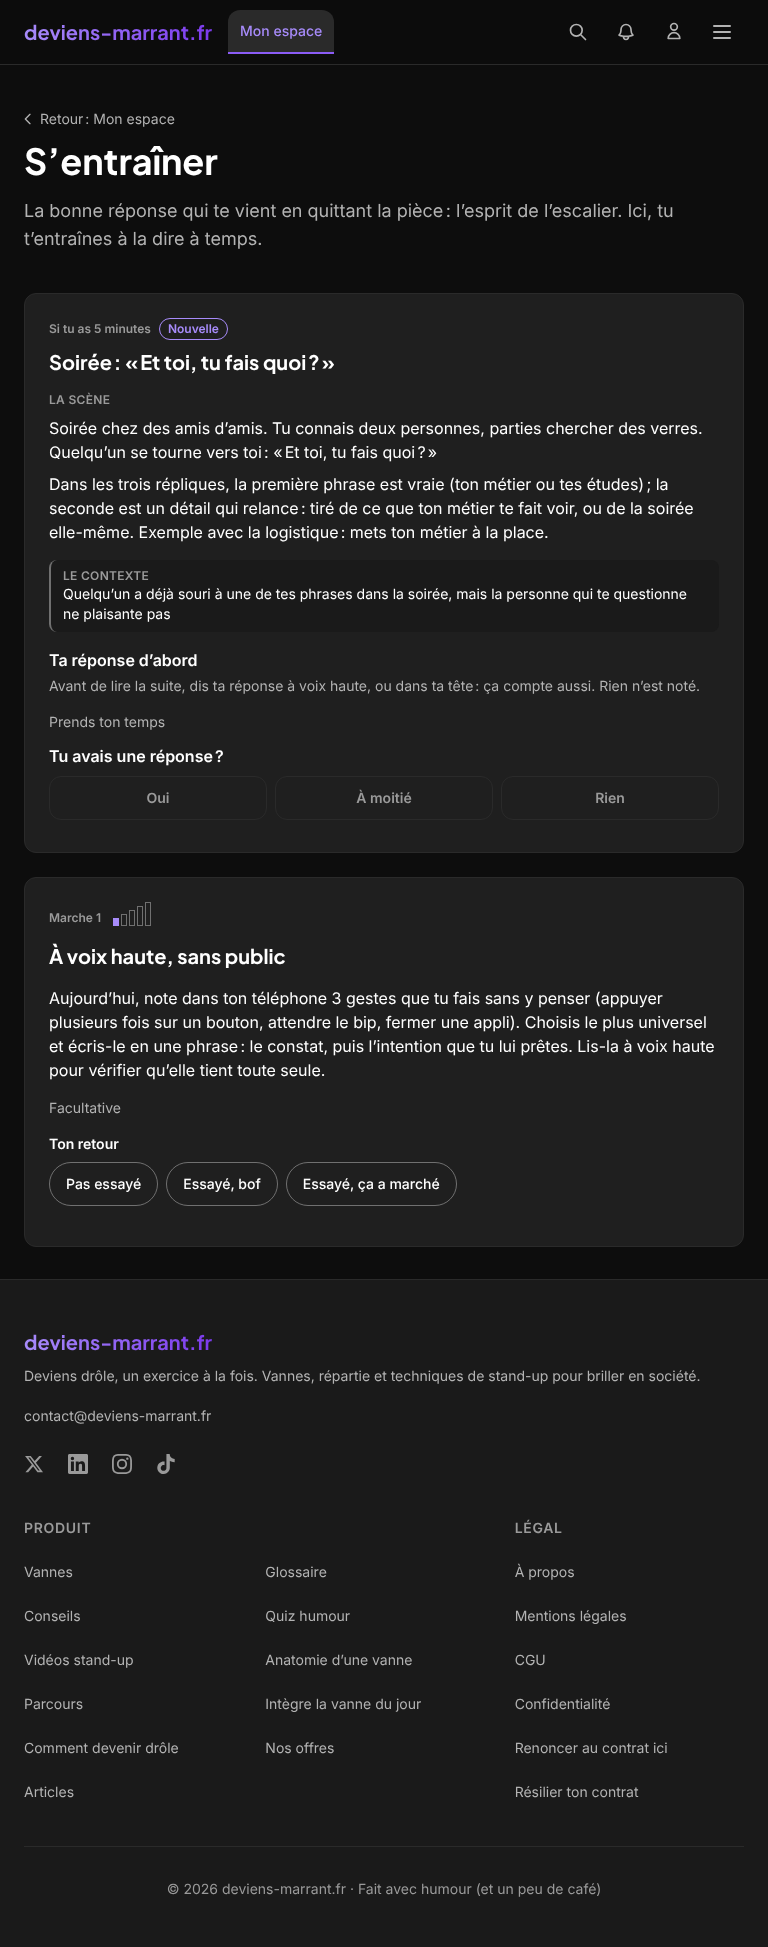 deviens-marrant.fr
Mon espace
Retour : Mon espace
S’entraîner
La bonne réponse qui te vient en quittant la pièce : l’esprit de l’escalier. Ici, tu
t’entraînes à la dire à temps.
Si tu as 5 minutes
Nouvelle
Soirée : « Et toi, tu fais quoi ? »
LA SCÈNE
Soirée chez des amis d’amis. Tu connais deux personnes, parties chercher des verres.
Quelqu’un se tourne vers toi : « Et toi, tu fais quoi ? »
Dans les trois répliques, la première phrase est vraie (ton métier ou tes études) ; la
seconde est un détail qui relance : tiré de ce que ton métier te fait voir, ou de la soirée
elle-même. Exemple avec la logistique : mets ton métier à la place.
LE CONTEXTE
Quelqu’un a déjà souri à une de tes phrases dans la soirée, mais la personne qui te questionne
ne plaisante pas
Ta réponse d’abord
Avant de lire la suite, dis ta réponse à voix haute, ou dans ta tête : ça compte aussi. Rien n’est noté.
Prends ton temps
Tu avais une réponse ?
Oui
À moitié
Rien
Marche 1
À voix haute, sans public
Aujourd’hui, note dans ton téléphone 3 gestes que tu fais sans y penser (appuyer
plusieurs fois sur un bouton, attendre le bip, fermer une appli). Choisis le plus universel
et écris-le en une phrase : le constat, puis l’intention que tu lui prêtes. Lis-la à voix haute
pour vérifier qu’elle tient toute seule.
Facultative
Ton retour
Pas essayé
Essayé, bof
Essayé, ça a marché
deviens-marrant.fr
Deviens drôle, un exercice à la fois. Vannes, répartie et techniques de stand-up pour briller en société.
contact@deviens-marrant.fr
PRODUIT
Vannes
Conseils
Vidéos stand-up
Parcours
Comment devenir drôle
Articles
Glossaire
Quiz humour
Anatomie d’une vanne
Intègre la vanne du jour
Nos offres
LÉGAL
À propos
Mentions légales
CGU
Confidentialité
Renoncer au contrat ici
Résilier ton contrat
© 2026 deviens-marrant.fr · Fait avec humour (et un peu de café)